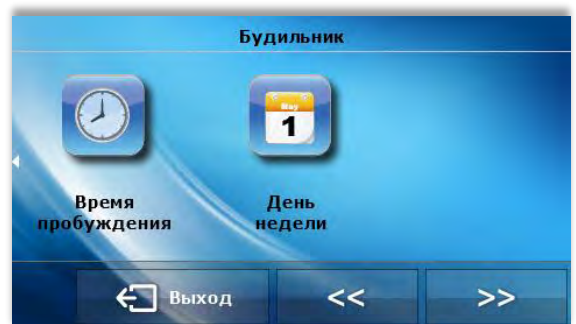 Будильник
May
1
Время
пробуждения
День
недели
Выход
<<
>>